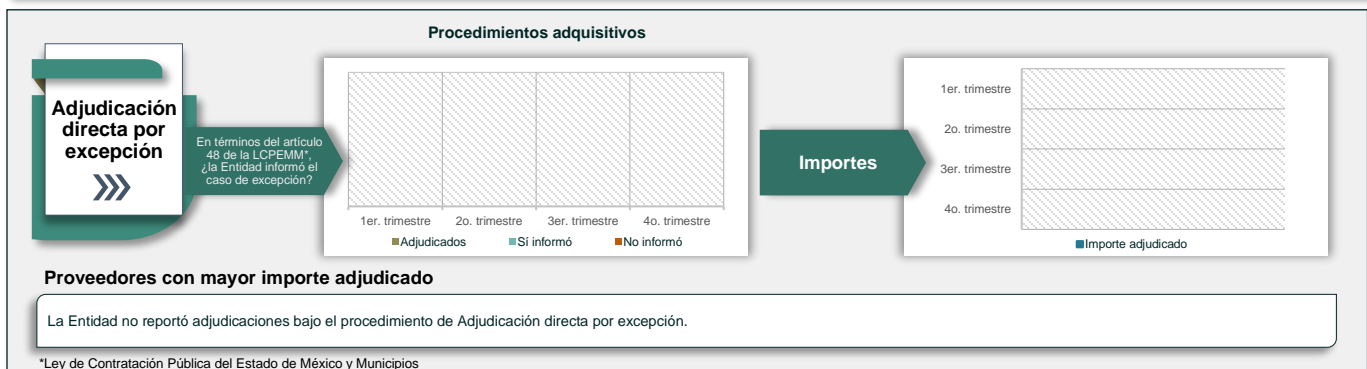 Procedimientos adquisitivos
Adjudicación
directa por
excepción
En términos del artículo
48 de la LCPEMM*,
¿la Entidad informó el
caso de excepción?
1er. trimestre 2o. trimestre 3er. trimestre 4o. trimestre
Adjudicados Sí informó No informó
Importes
1er. trimestre
2o. trimestre
3er. trimestre
4o. trimestre
Importe adjudicado
Proveedores con mayor importe adjudicado
La Entidad no reportó adjudicaciones bajo el procedimiento de Adjudicación directa por excepción.
*Ley de Contratación Pública del Estado de México y Municipios